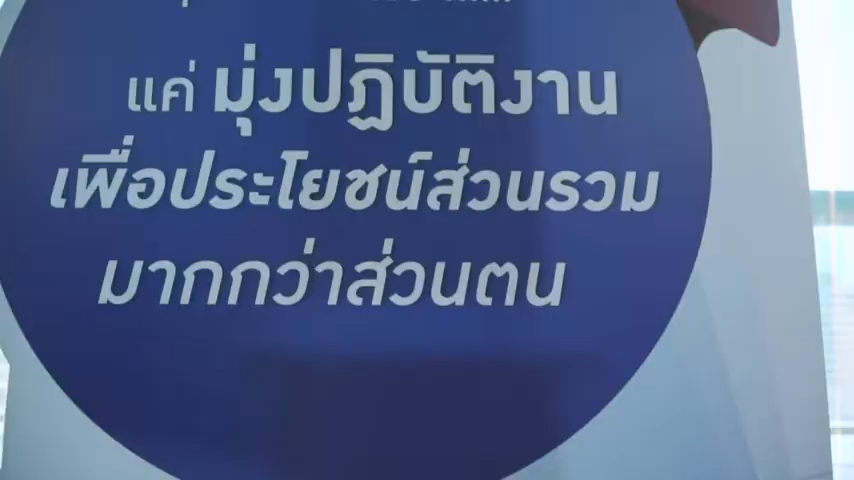 แค่ มุ่งปฏิบัติงาน
เพื่อประโยชน์ส่วนรวม
มากกว่าส่วนตน